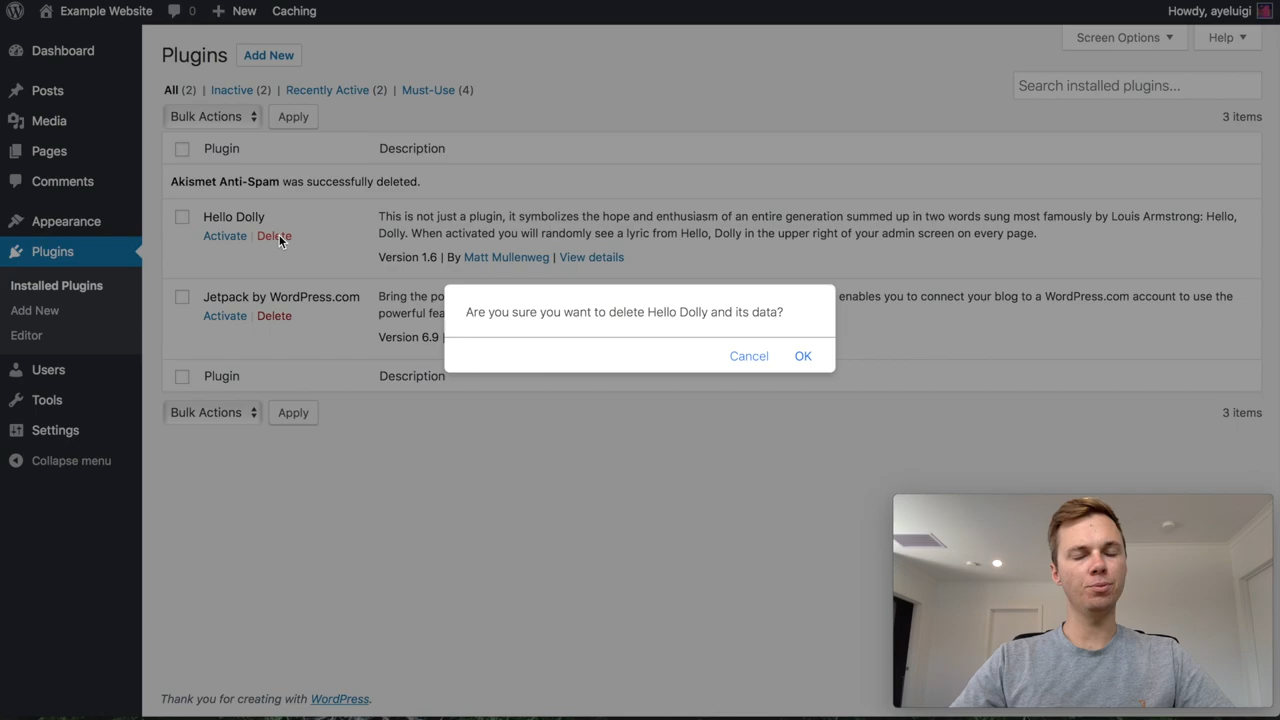 Example Website 0 New Caching Howdy, ayeluigi
Dashboard
Posts
Media
Pages
Comments
Appearance
Plugins
Installed Plugins
Add New
Editor
Users
Tools
Settings
Collapse menu
Screen Options Help
Plugins Add New
All (2) | Inactive (2) | Recently Active (2) | Must-Use (4)
Search installed plugins...
Bulk Actions Apply 3 items
Plugin Description
Akismet Anti-Spam was successfully deleted.
Hello Dolly
Activate | Delete
This is not just a plugin, it symbolizes the hope and enthusiasm of an entire generation summed up in two words sung most famously by Louis Armstrong: Hello,
Dolly. When activated you will randomly see a lyric from Hello, Dolly in the upper right of your admin screen on every page.
Version 1.6 | By Matt Mullenweg | View details
Jetpack by WordPress.com
Activate | Delete
Bring the po enables you to connect your blog to a WordPress.com account to use the
powerful fea
Version 6.9 |
Are you sure you want to delete Hello Dolly and its data?
Cancel OK
Plugin Description
Bulk Actions Apply 3 items
Thank you for creating with WordPress.